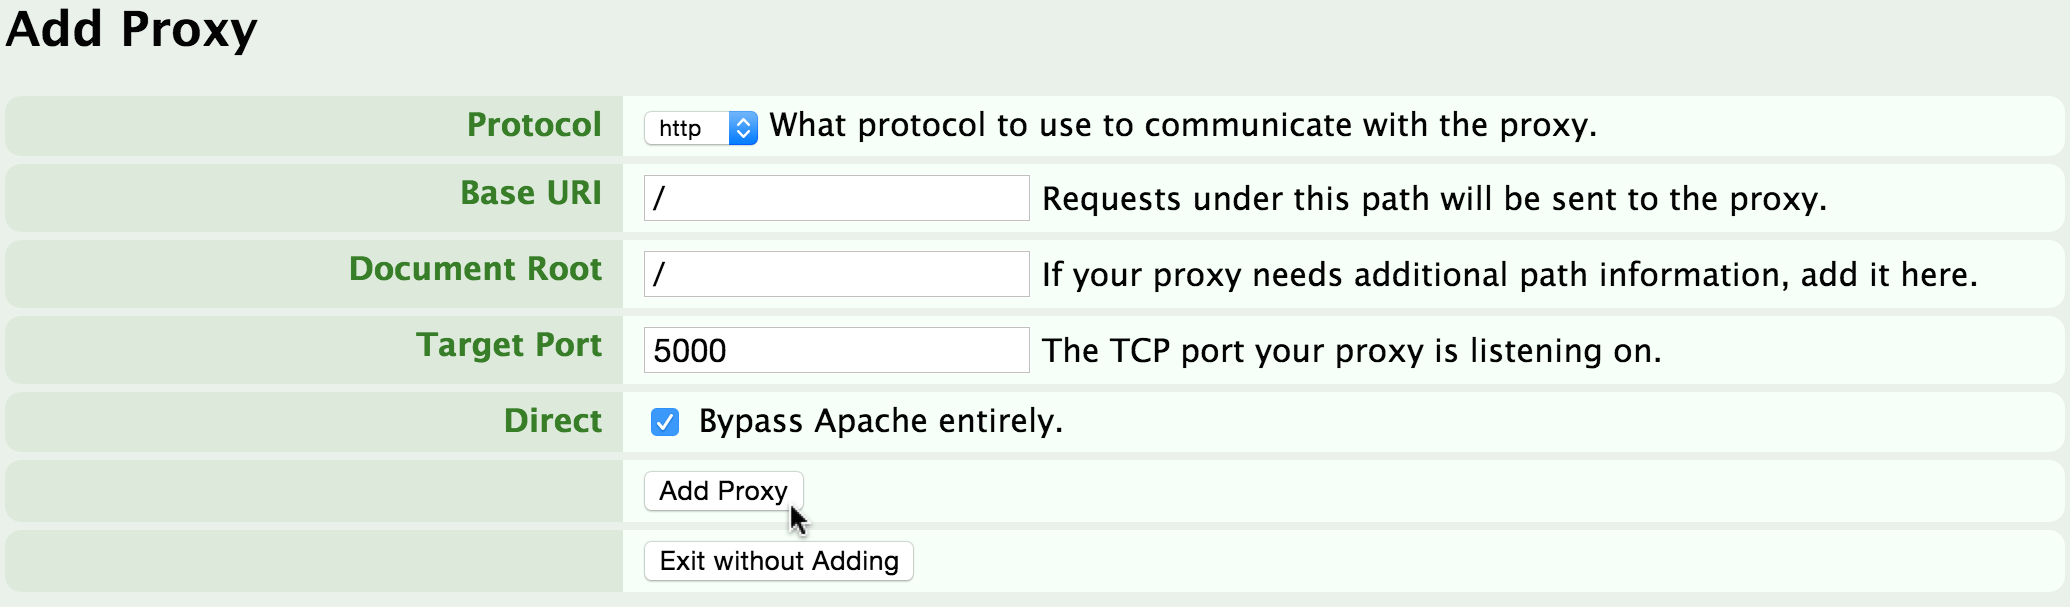 Add Proxy
Protocol http What protocol to use to communicate with the proxy.
Base URI / Requests under this path will be sent to the proxy.
Document Root / If your proxy needs additional path information, add it here.
Target Port 5000 The TCP port your proxy is listening on.
Direct Bypass Apache entirely.
Add Proxy
Exit without Adding